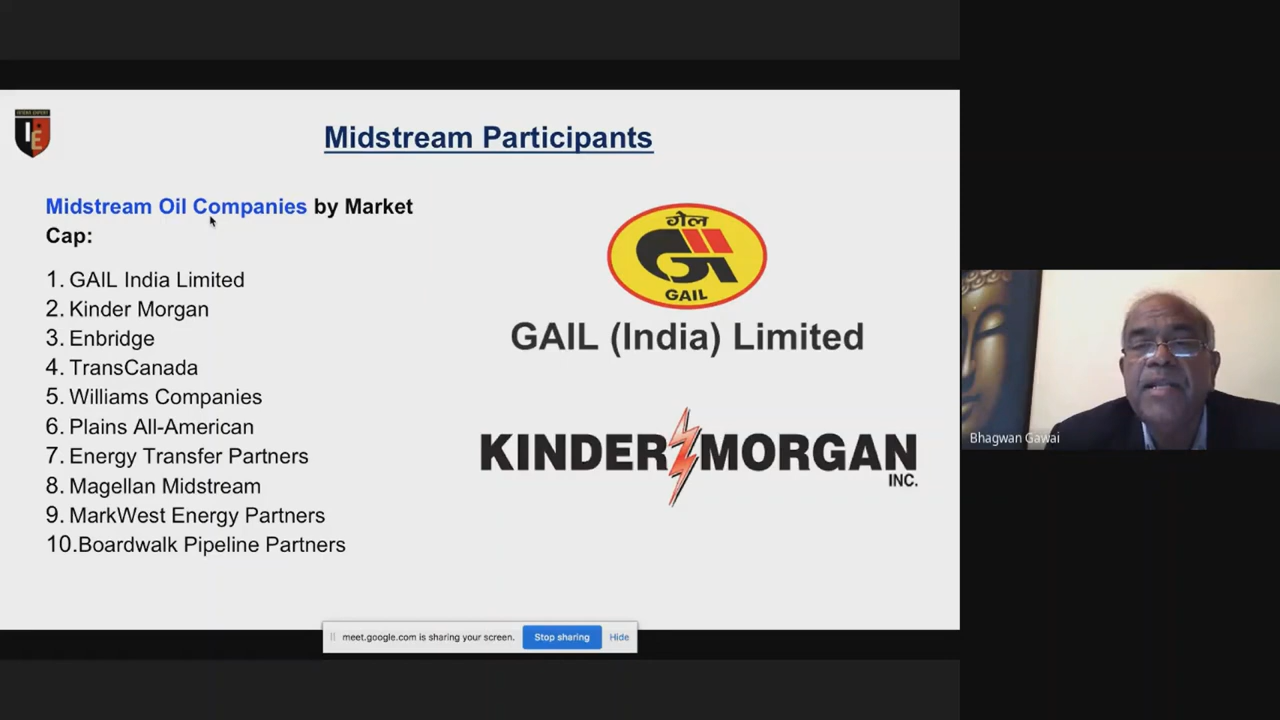 Midstream Participants
Midstream Oil Companies by Market
Cap:
1. GAIL India Limited
2. Kinder Morgan
3. Enbridge
4. TransCanada
5. Williams Companies
6. Plains All-American
7. Energy Transfer Partners
8. Magellan Midstream
9. MarkWest Energy Partners
10.Boardwalk Pipeline Partners
गेल
GAIL
GAIL (India) Limited
KINDER MORGAN
INC.
Bhagwan Gawai
meet.google.com is sharing your screen.
Stop sharing
Hide
IE